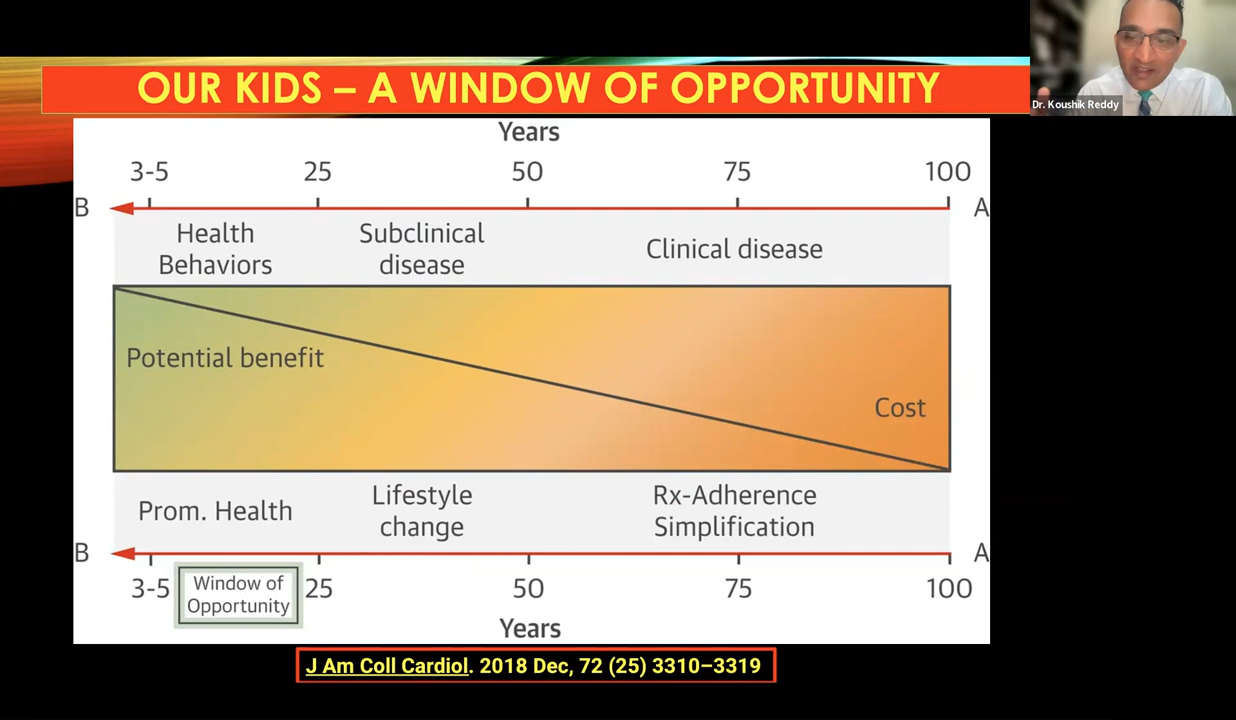 OUR KIDS – A WINDOW OF OPPORTUNITY
Dr. Koushik Reddy
Years
3-5 25 50 75 100
B A
Health
Behaviors
Subclinical
disease
Clinical disease
Potential benefit
Cost
Prom. Health
Lifestyle
change
Rx-Adherence
Simplification
B A
3-5 25 50 75 100
Window of
Opportunity
Years
J Am Coll Cardiol. 2018 Dec, 72 (25) 3310–3319